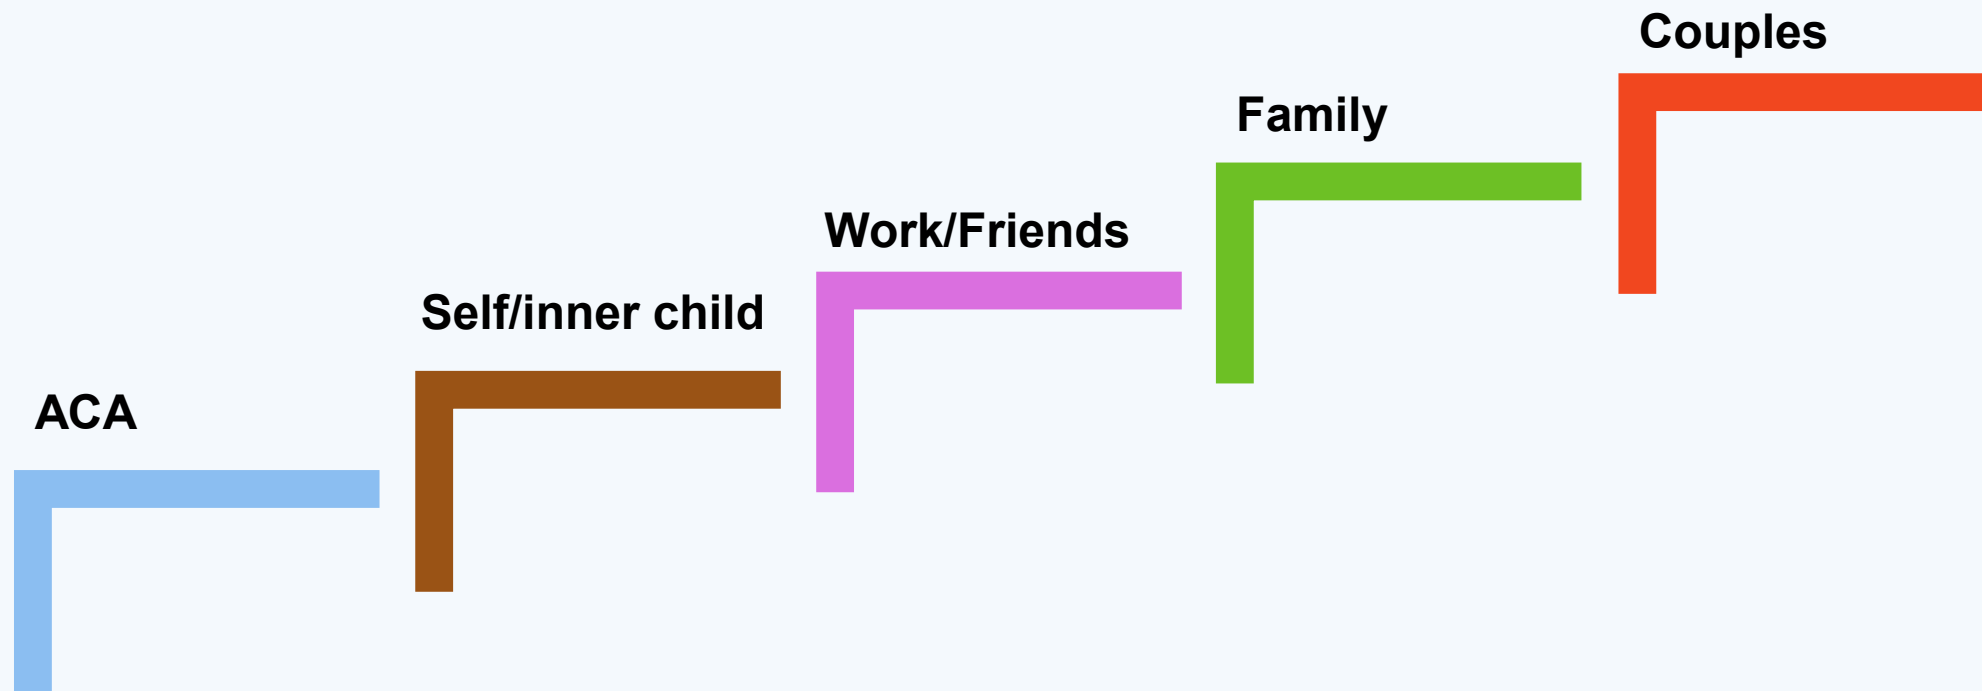 Couples
Family
Work/Friends
Self/inner child
ACA